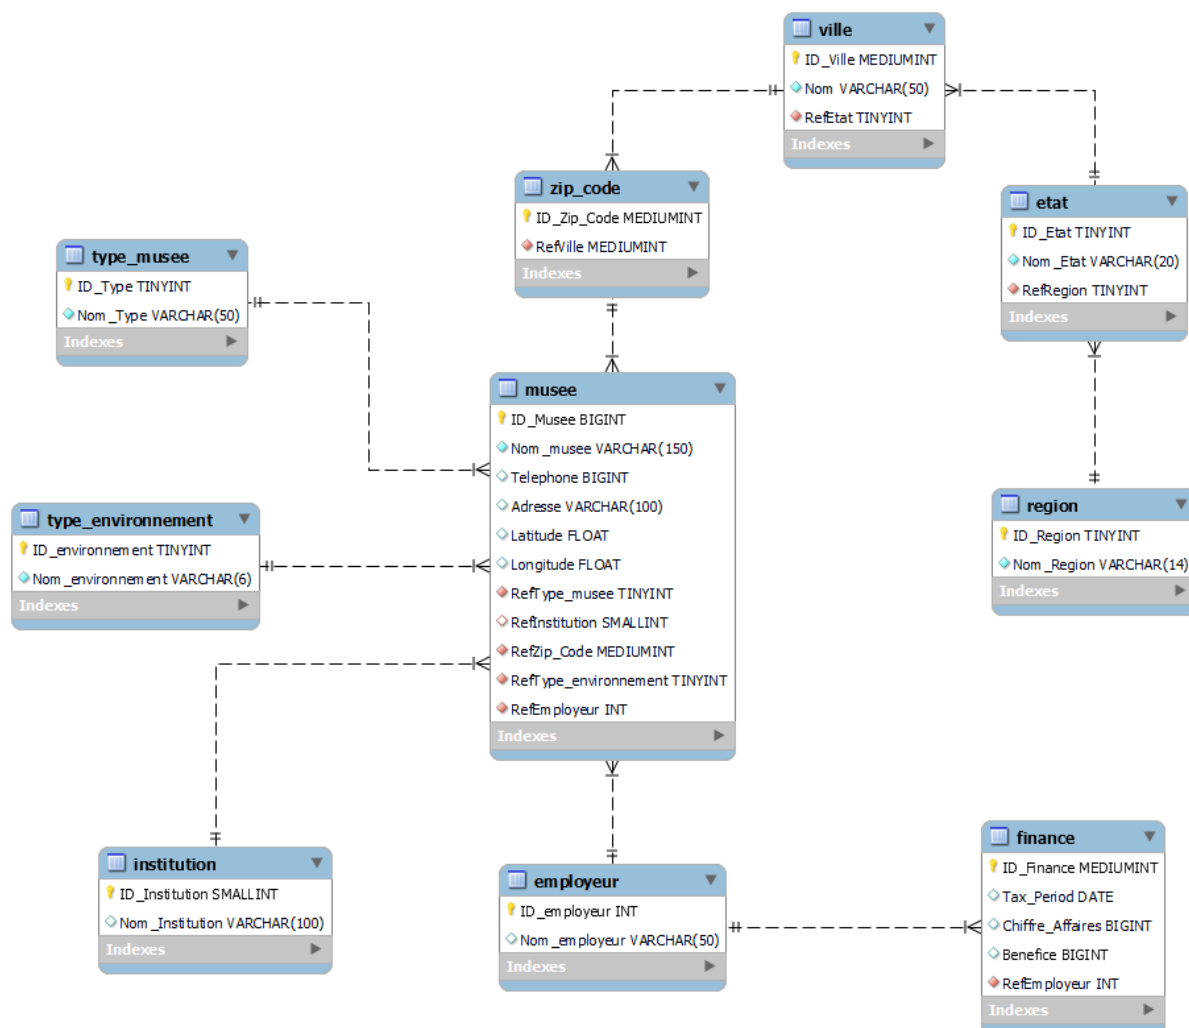 ville
ID_Ville MEDIUMINT
Nom VARCHAR(50)
RefEtat TINYINT
Indexes
zip_code
ID_Zip_Code MEDIUMINT
RefVille MEDIUMINT
Indexes
etat
ID_Etat TINYINT
Nom_Etat VARCHAR(20)
RefRegion TINYINT
Indexes
type_musee
ID_Type TINYINT
Nom_Type VARCHAR(50)
Indexes
musee
ID_Musee BIGINT
Nom_musee VARCHAR(150)
Telephone BIGINT
Adresse VARCHAR(100)
Latitude FLOAT
Longitude FLOAT
RefType_musee TINYINT
RefInstitution SMALLINT
RefZip_Code MEDIUMINT
RefType_environnement TINYINT
RefEmployeur INT
Indexes
type_environnement
ID_environnement TINYINT
Nom_environnement VARCHAR(6)
Indexes
region
ID_Region TINYINT
Nom_Region VARCHAR(14)
Indexes
institution
ID_Institution SMALLINT
Nom_Institution VARCHAR(100)
Indexes
employeur
ID_employeur INT
Nom_employeur VARCHAR(50)
Indexes
finance
ID_Finance MEDIUMINT
Tax_Period DATE
Chiffre_Affaires BIGINT
Benefice BIGINT
RefEmployeur INT
Indexes